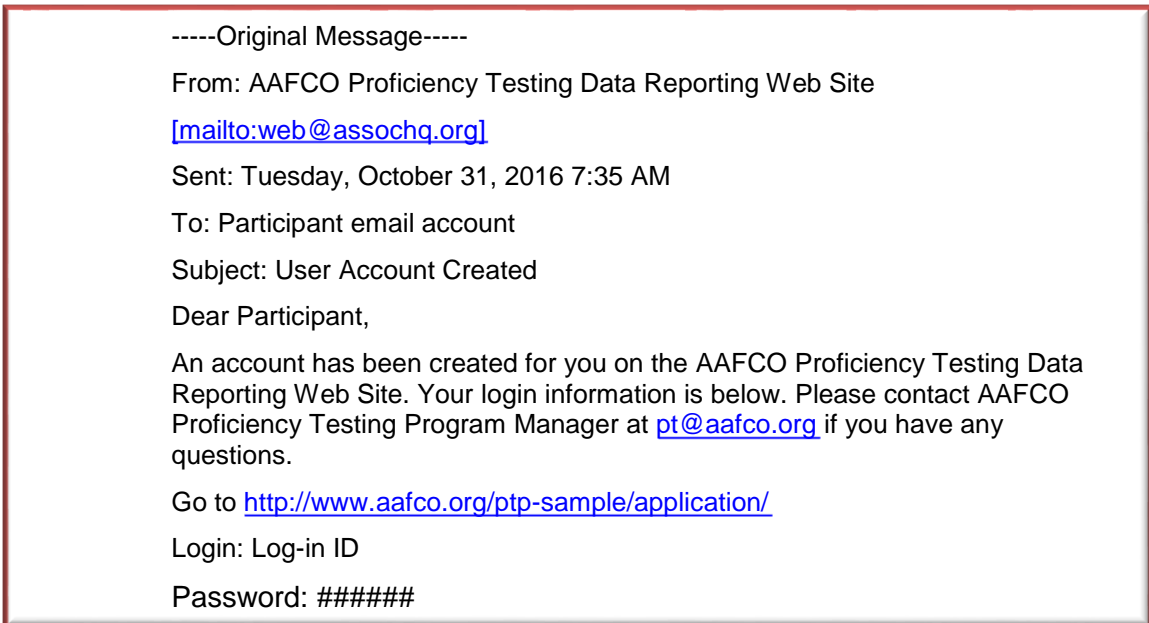 -----Original Message-----
From: AAFCO Proficiency Testing Data Reporting Web Site
[mailto:web@assochq.org]
Sent: Tuesday, October 31, 2016 7:35 AM
To: Participant email account
Subject: User Account Created
Dear Participant,
An account has been created for you on the AAFCO Proficiency Testing Data
Reporting Web Site. Your login information is below. Please contact AAFCO
Proficiency Testing Program Manager at pt@aafco.org if you have any
questions.
Go to http://www.aafco.org/ptp-sample/application/
Login: Log-in ID
Password: ######